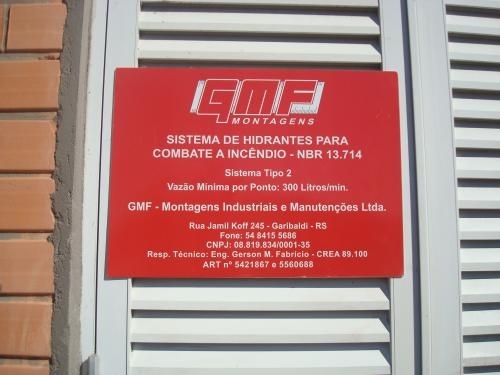 GMF
MONTAGENS
SISTEMA DE HIDRANTES PARA
COMBATE A INCÊNDIO - NBR 13.714
Sistema Tipo 2
Vazão Mínima por Ponto: 300 Litros/min.
GMF - Montagens Industriais e Manutenções Ltda.
Rua Jamil Koff 245 - Garibaldi - RS
Fone: 54 8415 5686
CNPJ: 08.819.834/0001-35
Resp. Técnico: Eng. Gerson M. Fabricio - CREA 89.100
ART nº 5421867 e 5560688